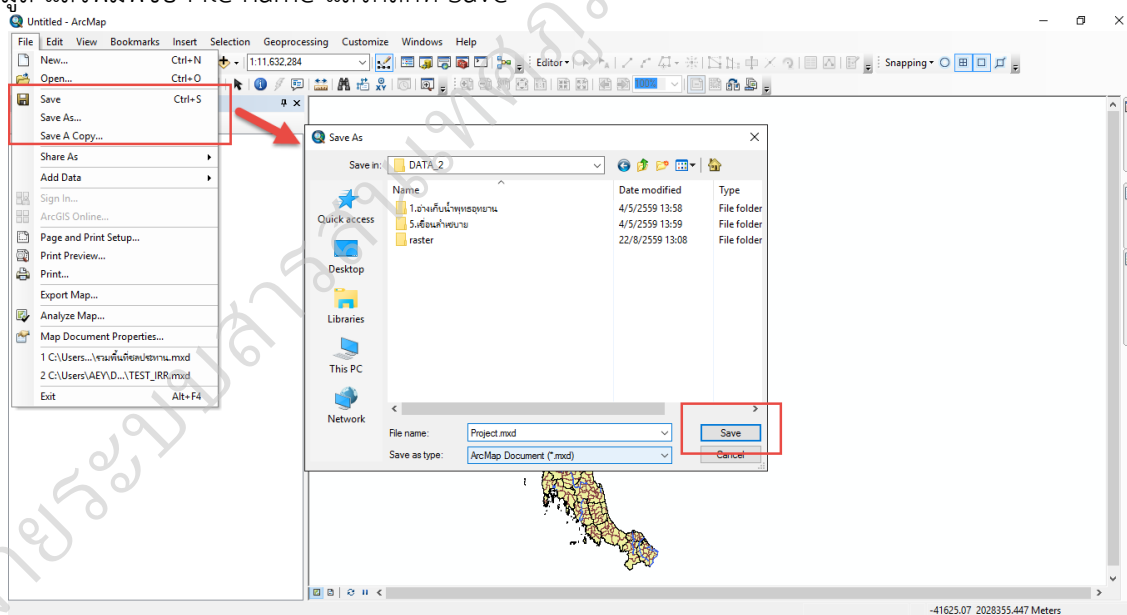 Untitled - ArcMap
File Edit View Bookmarks Insert Selection Geoprocessing Customize Windows Help
New... Ctrl+N
1:11,632,284
Editor
Snapping
Open... Ctrl+O
100%
Save Ctrl+S
Save As...
Save A Copy...
Share As
Add Data
Sign In...
ArcGIS Online...
Page and Print Setup...
Print Preview...
Print...
Export Map...
Analyze Map...
Map Document Properties...
1 C:\Users...\รวมพื้นที่ชลประทาน.mxd
2 C:\Users\AEY\D...\TEST_IRR.mxd
Exit Alt+F4
Save As
Save in: DATA_2
Name Date modified Type
1.อ่างเก็บน้ำพุทธอุทยาน 4/5/2559 13:58 File folder
5.เขื่อนลำเซบาย 4/5/2559 13:59 File folder
raster 22/8/2559 13:08 File folder
Quick access
Desktop
Libraries
This PC
Network
File name: Project.mxd Save
Save as type: ArcMap Document (*.mxd) Cancel
-41625.07 2028355.447 Meters